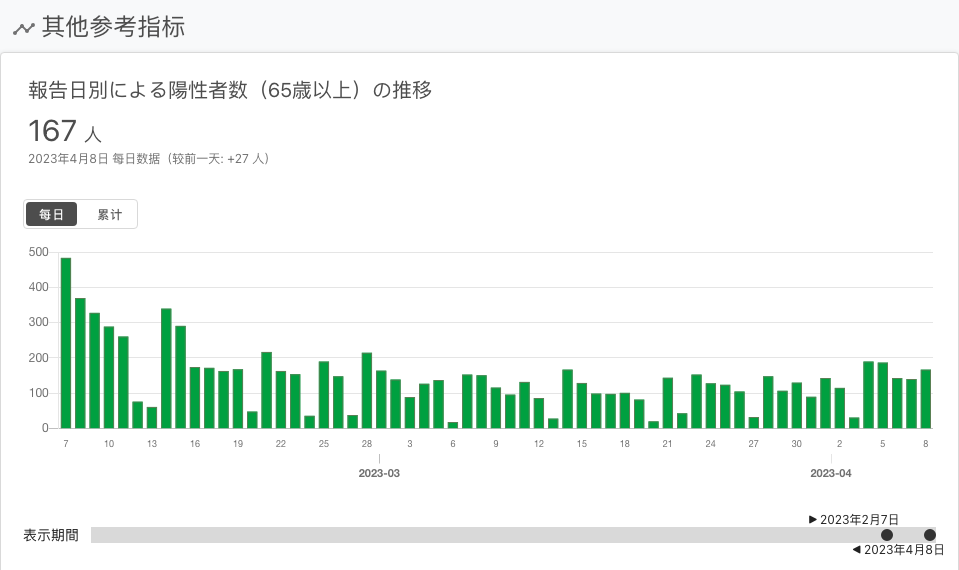 其他参考指标
報告日別による陽性者数（65歳以上）の推移
167 人
2023年4月8日 每日数据（较前一天: +27 人）
每日 累计
500
400
300
200
100
0
7 10 13 16 19 22 25 28 3 6 9 12 15 18 21 24 27 30 2 5 8
2023-03 2023-04
2023年2月7日
表示期間
2023年4月8日